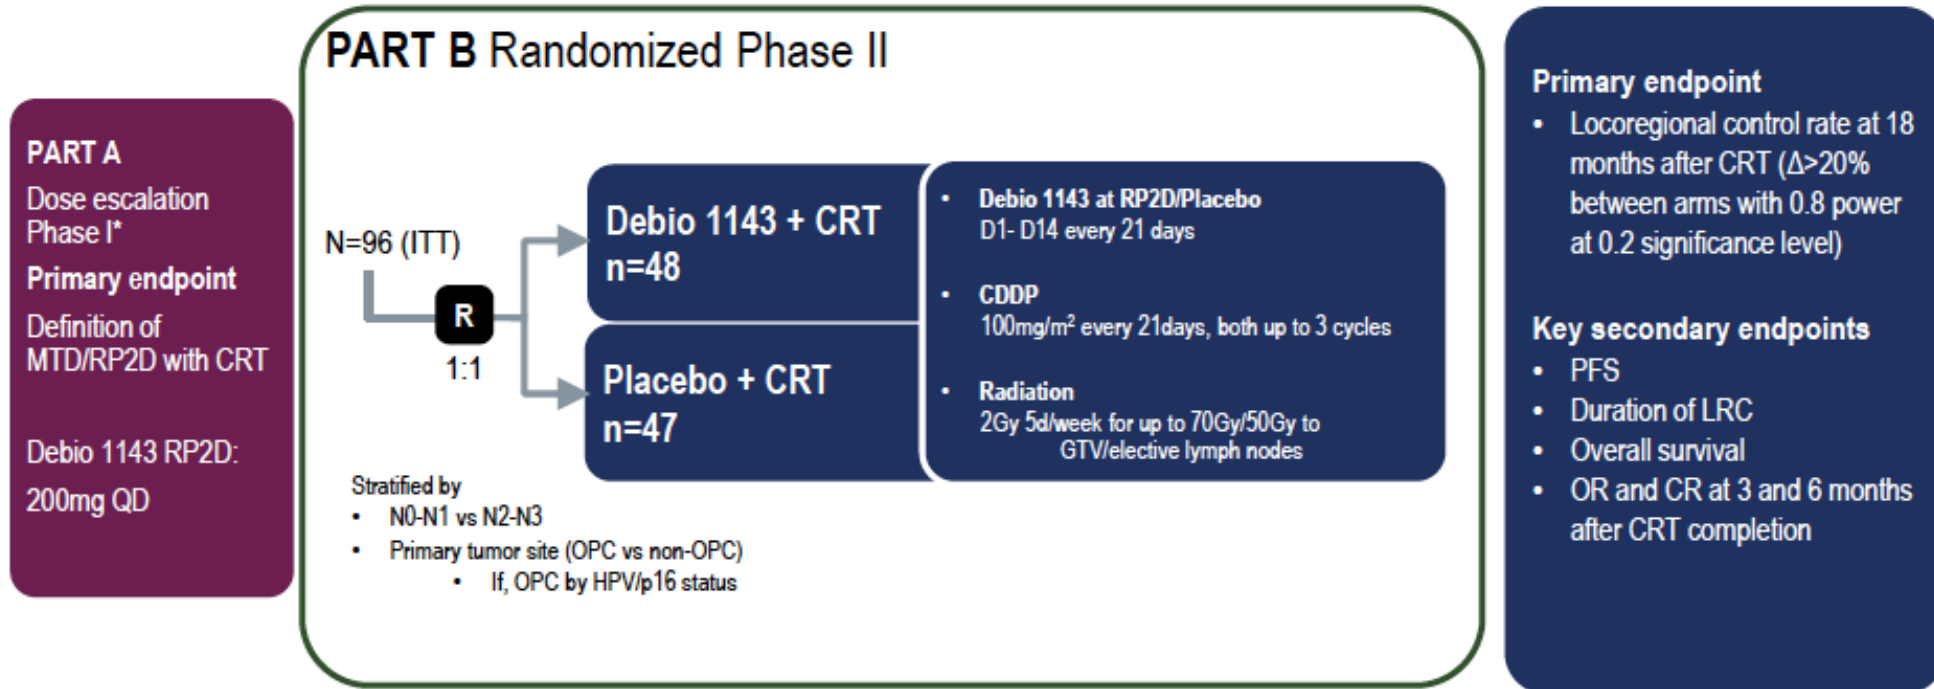 PART B Randomized Phase II
PART A
Dose escalation
Phase I*
Primary endpoint
Definition of
MTD/RP2D with CRT
Debio 1143 RP2D:
200mg QD
N=96 (ITT)
R
1:1
Debio 1143 + CRT
n=48
Placebo + CRT
n=47
• Debio 1143 at RP2D/Placebo
D1- D14 every 21 days
• CDDP
100mg/m² every 21days, both up to 3 cycles
• Radiation
2Gy 5d/week for up to 70Gy/50Gy to
GTV/elective lymph nodes
Stratified by
• N0-N1 vs N2-N3
• Primary tumor site (OPC vs non-OPC)
• If, OPC by HPV/p16 status
Primary endpoint
• Locoregional control rate at 18
months after CRT (Δ>20%
between arms with 0.8 power
at 0.2 significance level)
Key secondary endpoints
• PFS
• Duration of LRC
• Overall survival
• OR and CR at 3 and 6 months
after CRT completion